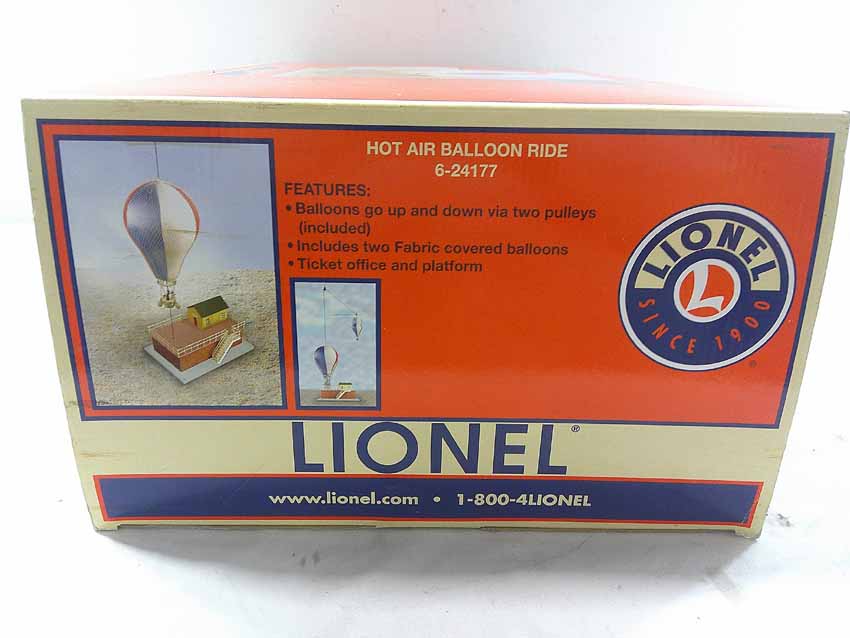 HOT AIR BALLOON RIDE
6-24177
FEATURES:
• Balloons go up and down via two pulleys
(included)
• Includes two Fabric covered balloons
• Ticket office and platform
LIONEL
L
SINCE 1900
®
LIONEL®
www.lionel.com • 1-800-4LIONEL